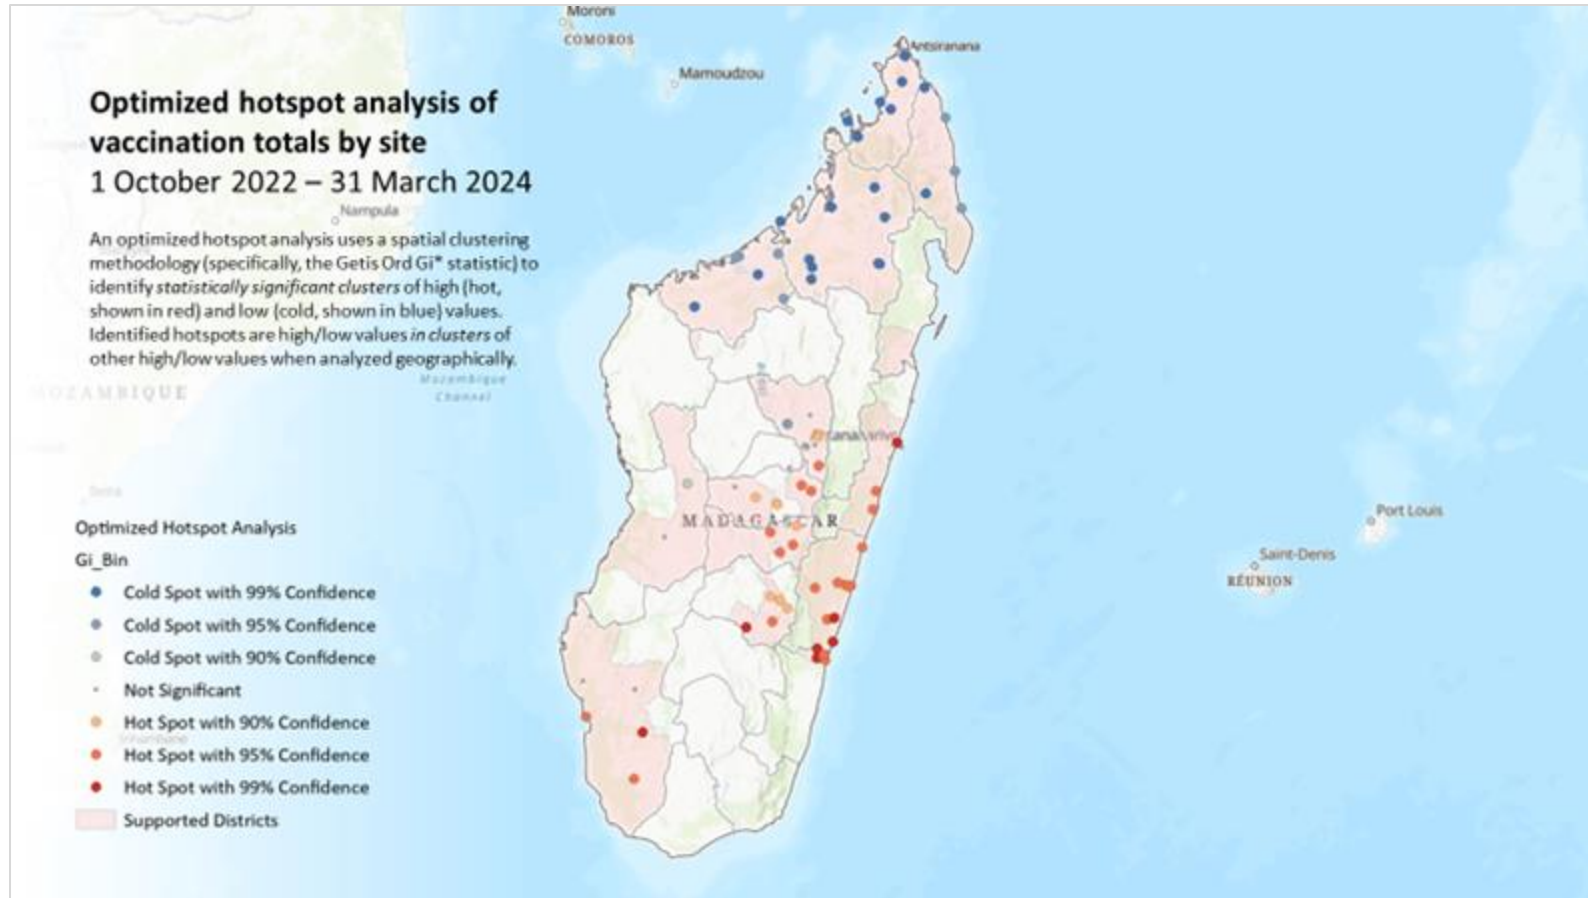 Moroni
COMOROS
Mamoudzou
Antsiranana
Optimized hotspot analysis of
vaccination totals by site
1 October 2022 – 31 March 2024
Nampula
An optimized hotspot analysis uses a spatial clustering
methodology (specifically, the Getis Ord Gi* statistic) to
identify statistically significant clusters of high (hot,
shown in red) and low (cold, shown in blue) values.
Identified hotspots are high/low values in clusters of
other high/low values when analyzed geographically.
Mozambique
Channel
MOZAMBIQUE
MADAGASCAR
Port Louis
Saint-Denis
RÉUNION
Optimized Hotspot Analysis
Gi_Bin
Cold Spot with 99% Confidence
Cold Spot with 95% Confidence
Cold Spot with 90% Confidence
Not Significant
Hot Spot with 90% Confidence
Hot Spot with 95% Confidence
Hot Spot with 99% Confidence
Supported Districts